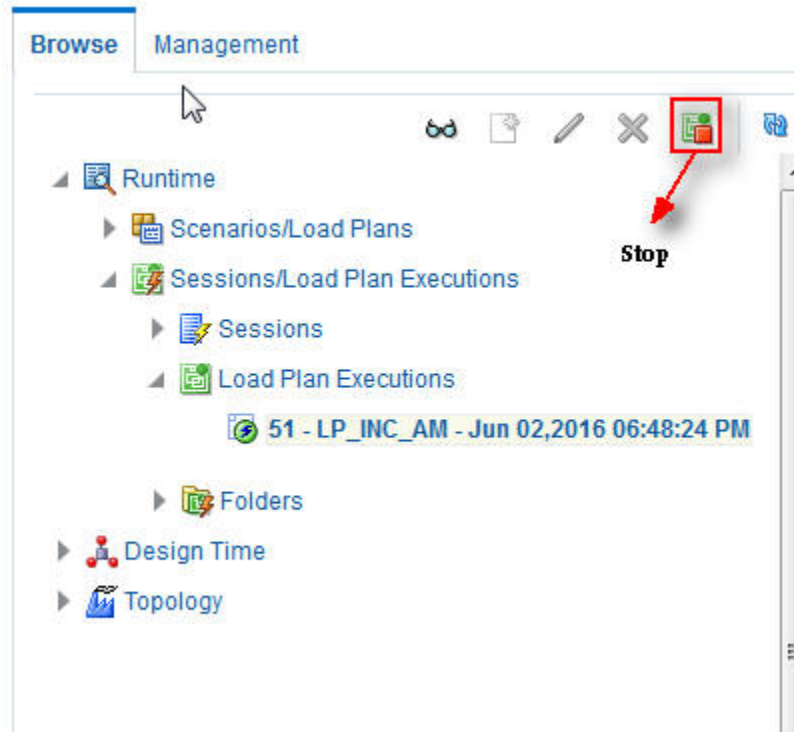 Browse Management
Runtime
Scenarios/Load Plans
Stop
Sessions/Load Plan Executions
Sessions
Load Plan Executions
51 - LP_INC_AM - Jun 02,2016 06:48:24 PM
Folders
Design Time
Topology